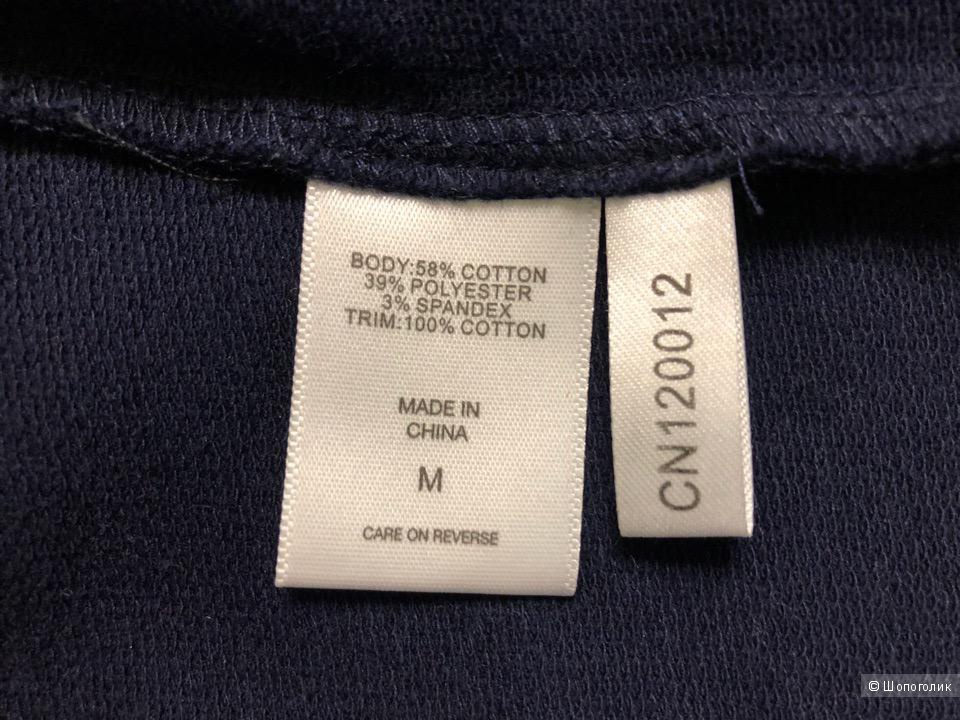 BODY:58% COTTON
39% POLYESTER
3% SPANDEX
TRIM:100% COTTON
MADE IN
CHINA
M
CARE ON REVERSE
CN120012
© Шопоголик